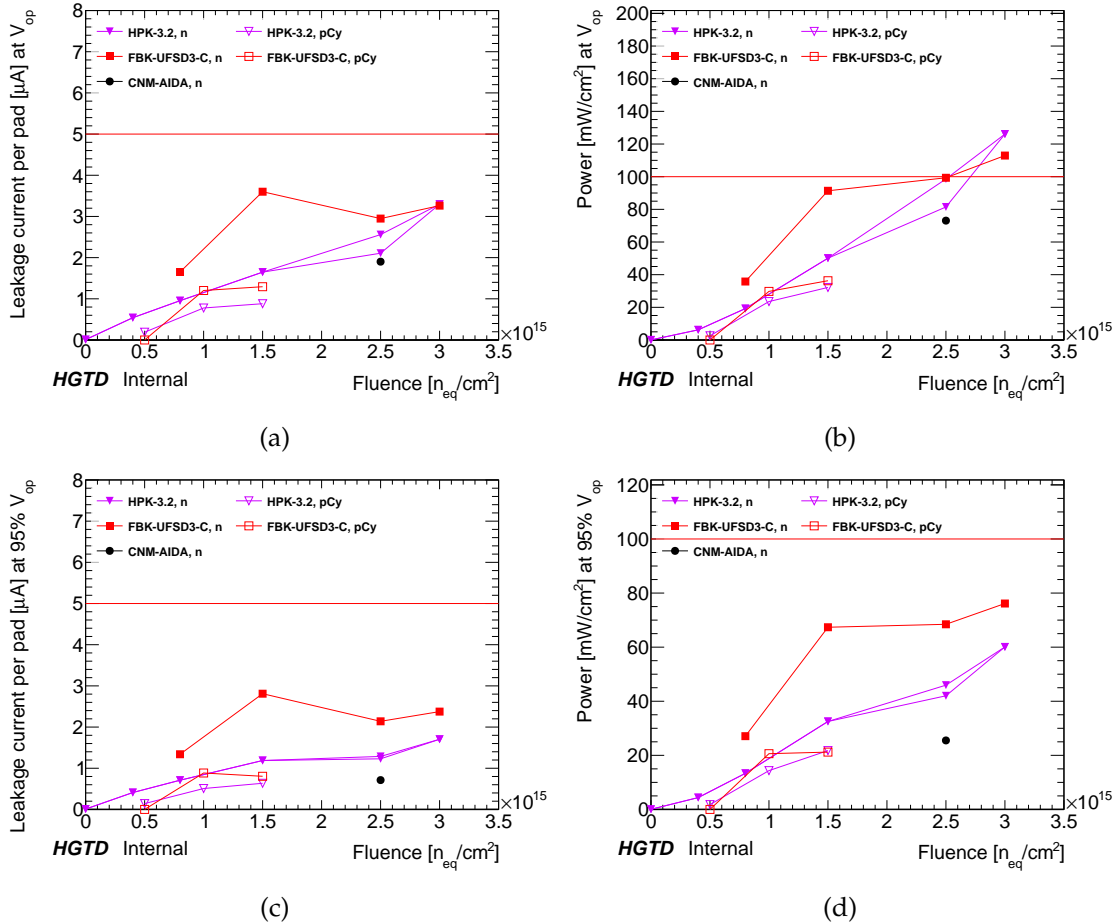 Leakage current per pad [μA] at V_op
8
7
6
5
4
3
2
1
0
HPK-3.2, n
HPK-3.2, pCy
FBK-UFSD3-C, n
FBK-UFSD3-C, pCy
CNM-AIDA, n
0 0.5 1 1.5 2 2.5 3 3.5
×10^15
HGTD Internal
Fluence [n_eq/cm^2]
(a)
Power [mW/cm^2] at V_op
200
180
160
140
120
100
80
60
40
20
0
HPK-3.2, n
HPK-3.2, pCy
FBK-UFSD3-C, n
FBK-UFSD3-C, pCy
CNM-AIDA, n
0 0.5 1 1.5 2 2.5 3 3.5
×10^15
HGTD Internal
Fluence [n_eq/cm^2]
(b)
Leakage current per pad [μA] at 95% V_op
8
7
6
5
4
3
2
1
0
HPK-3.2, n
HPK-3.2, pCy
FBK-UFSD3-C, n
FBK-UFSD3-C, pCy
CNM-AIDA, n
0 0.5 1 1.5 2 2.5 3 3.5
×10^15
HGTD Internal
Fluence [n_eq/cm^2]
(c)
Power [mW/cm^2] at 95% V_op
120
100
80
60
40
20
0
HPK-3.2, n
HPK-3.2, pCy
FBK-UFSD3-C, n
FBK-UFSD3-C, pCy
CNM-AIDA, n
0 0.5 1 1.5 2 2.5 3 3.5
×10^15
HGTD Internal
Fluence [n_eq/cm^2]
(d)